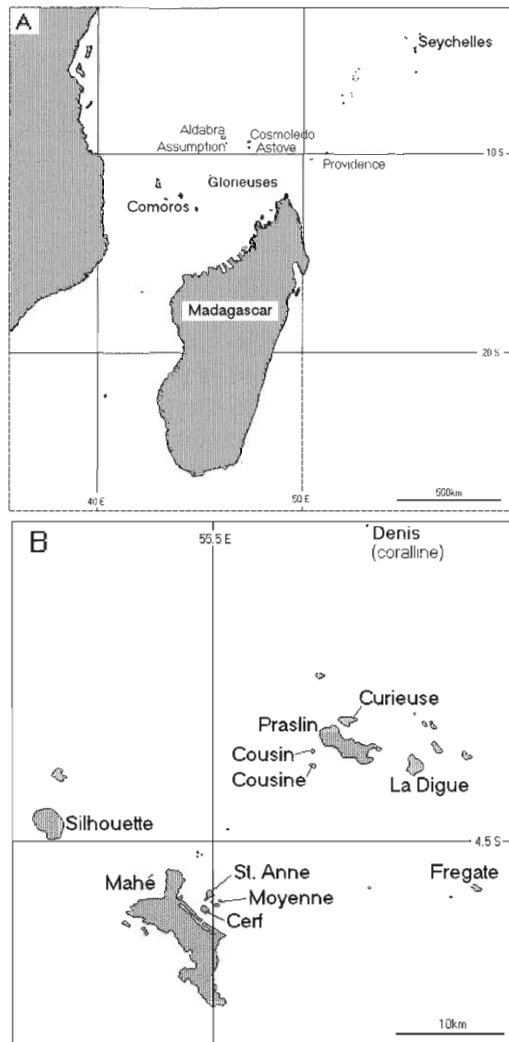 A
Seychelles
Aldabra
Cosmoledo
Assumption
Astove
10 S
Providence
Glorieuses
Comoros
Madagascar
20 S
40 E
50 E
500km
B
Denis
55.5 E
(coralline)
Curieuse
Praslin
Cousin
Cousine
La Digue
Silhouette
4.5 S
St. Anne
Fregate
Mahé
Moyenne
Cerf
10km